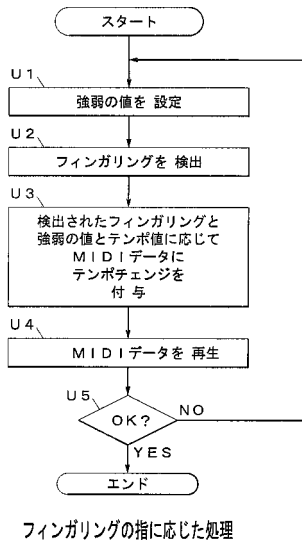 スタート
U1
強弱の値を 設定
U2
フィンガリングを 検出
U3
検出されたフィンガリングと
強弱の値とテンポ値に応じて
MIDIデータに
テンポチェンジを
付 与
U4
MIDIデータを 再生
U5
OK?
NO
YES
エンド
フィンガリングの指に応じた処理